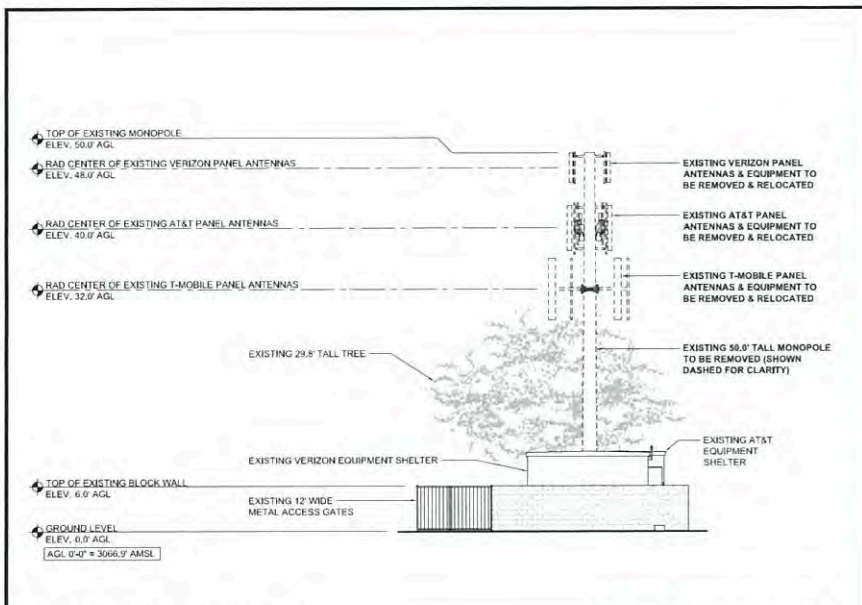 TOP OF EXISTING MONOPOLE
ELEV. 50.0' AGL
RAD CENTER OF EXISTING VERIZON PANEL ANTENNAS
ELEV. 48.0' AGL
EXISTING VERIZON PANEL
ANTENNAS & EQUIPMENT TO
BE REMOVED & RELOCATED
RAD CENTER OF EXISTING AT&T PANEL ANTENNAS
ELEV. 40.0' AGL
EXISTING AT&T PANEL
ANTENNAS & EQUIPMENT TO
BE REMOVED & RELOCATED
RAD CENTER OF EXISTING T-MOBILE PANEL ANTENNAS
ELEV. 32.0' AGL
EXISTING T-MOBILE PANEL
ANTENNAS & EQUIPMENT TO
BE REMOVED & RELOCATED
EXISTING 29.8' TALL TREE
EXISTING 50.0' TALL MONOPOLE
TO BE REMOVED (SHOWN
DASHED FOR CLARITY)
EXISTING VERIZON EQUIPMENT SHELTER
EXISTING AT&T
EQUIPMENT
SHELTER
TOP OF EXISTING BLOCK WALL
ELEV. 6.0' AGL
EXISTING 12' WIDE
METAL ACCESS GATES
GROUND LEVEL
ELEV. 0.0' AGL
AGL 0'-0" = 3066.9' AMSL